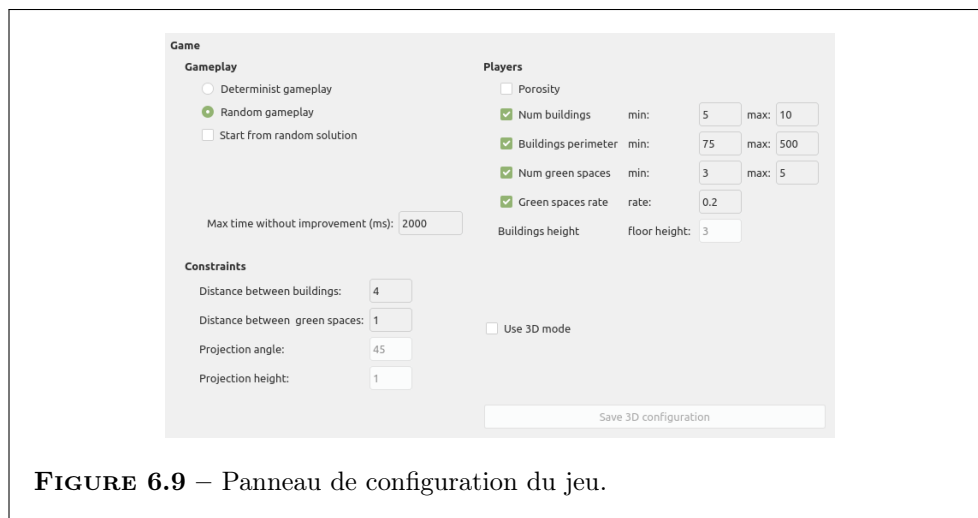 Game
Gameplay
Determinist gameplay
Random gameplay
Start from random solution
Max time without improvement (ms): 2000
Players
Porosity
Num buildings min: 5 max: 10
Buildings perimeter min: 75 max: 500
Num green spaces min: 3 max: 5
Green spaces rate rate: 0.2
Buildings height floor height: 3
Constraints
Distance between buildings: 4
Distance between green spaces: 1
Projection angle: 45
Projection height: 1
Use 3D mode
Save 3D configuration
FIGURE 6.9 – Panneau de configuration du jeu.